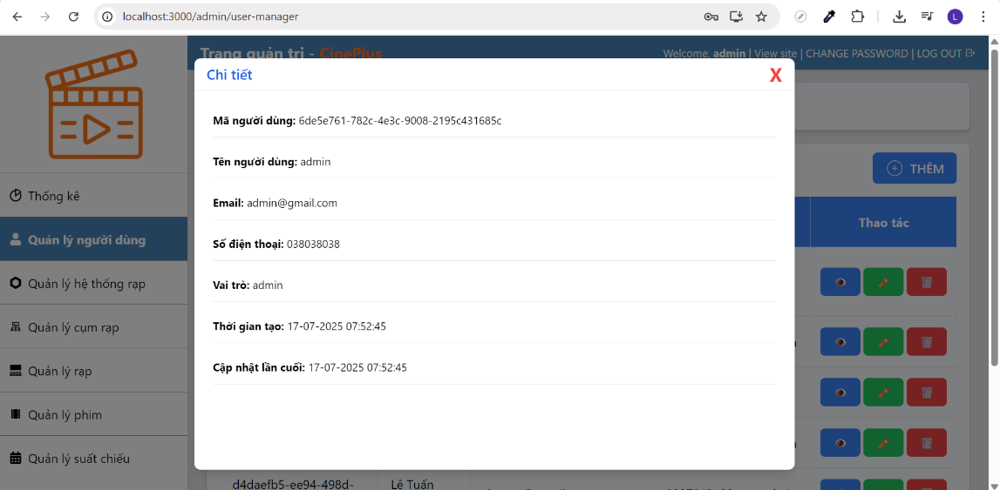 localhost:3000/admin/user-manager
L
Trang quản trị - CinePlus
Welcome, admin | View site | CHANGE PASSWORD | LOG OUT
Chi tiết
X
Mã người dùng: 6de5e761-782c-4e3c-9008-2195c431685c
Tên người dùng: admin
THÊM
Thống kê
Email: admin@gmail.com
Thao tác
Quản lý người dùng
Số điện thoại: 038038038
Quản lý hệ thống rạp
Vai trò: admin
Quản lý cụm rạp
Thời gian tạo: 17-07-2025 07:52:45
Quản lý rạp
Cập nhật lần cuối: 17-07-2025 07:52:45
Quản lý phim
Quản lý suất chiếu
d4daefb5-ee94-498d-
Lê Tuấn